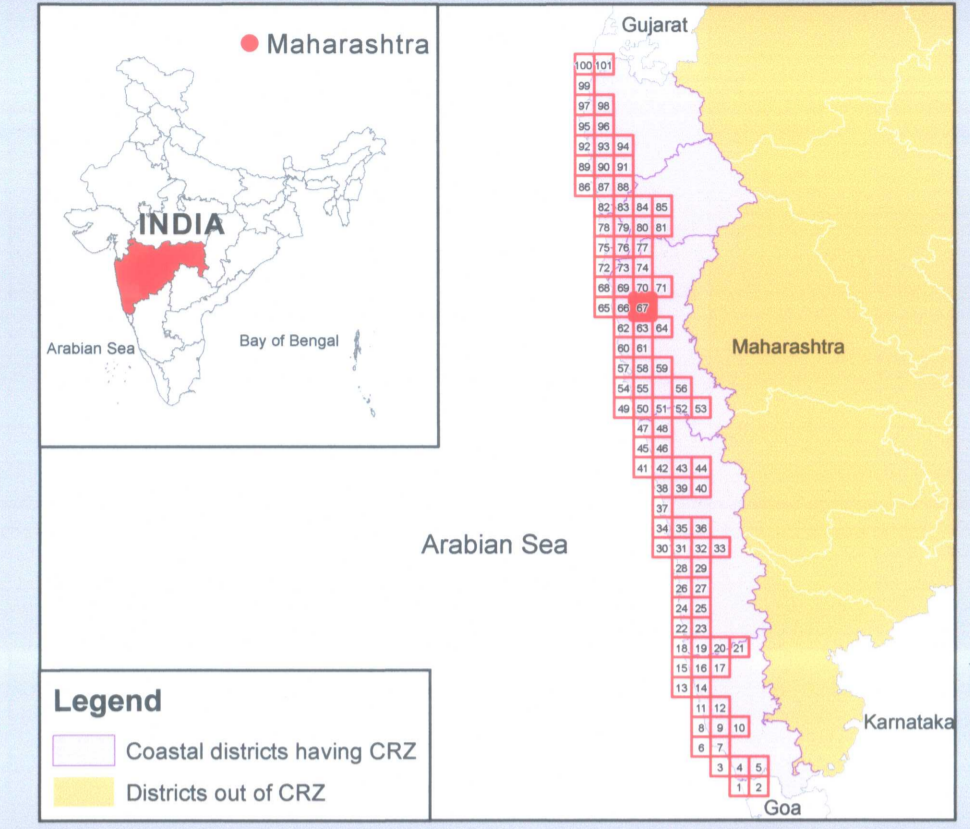 Maharashtra
INDIA
Arabian Sea
Bay of Bengal
Gujarat
100 101
99
97 98
95 96
92 93 94
89 90 91
86 87 88
82 83 84 85
78 79 80 81
75 76 77
72 73 74
68 69 70 71
65 66 67
62 63 64
60 61
57 58 59
Maharashtra
54 55 56
49 50 51 52 53
47 48
45 46
41 42 43 44
38 39 40
37
34 35 36
Arabian Sea
30 31 32 33
28 29
26 27
24 25
22 23
18 19 20 21
15 16 17
13 14
11 12
8 9 10
Karnataka
6 7
3 4 5
1 2
Goa
Legend
Coastal districts having CRZ
Districts out of CRZ